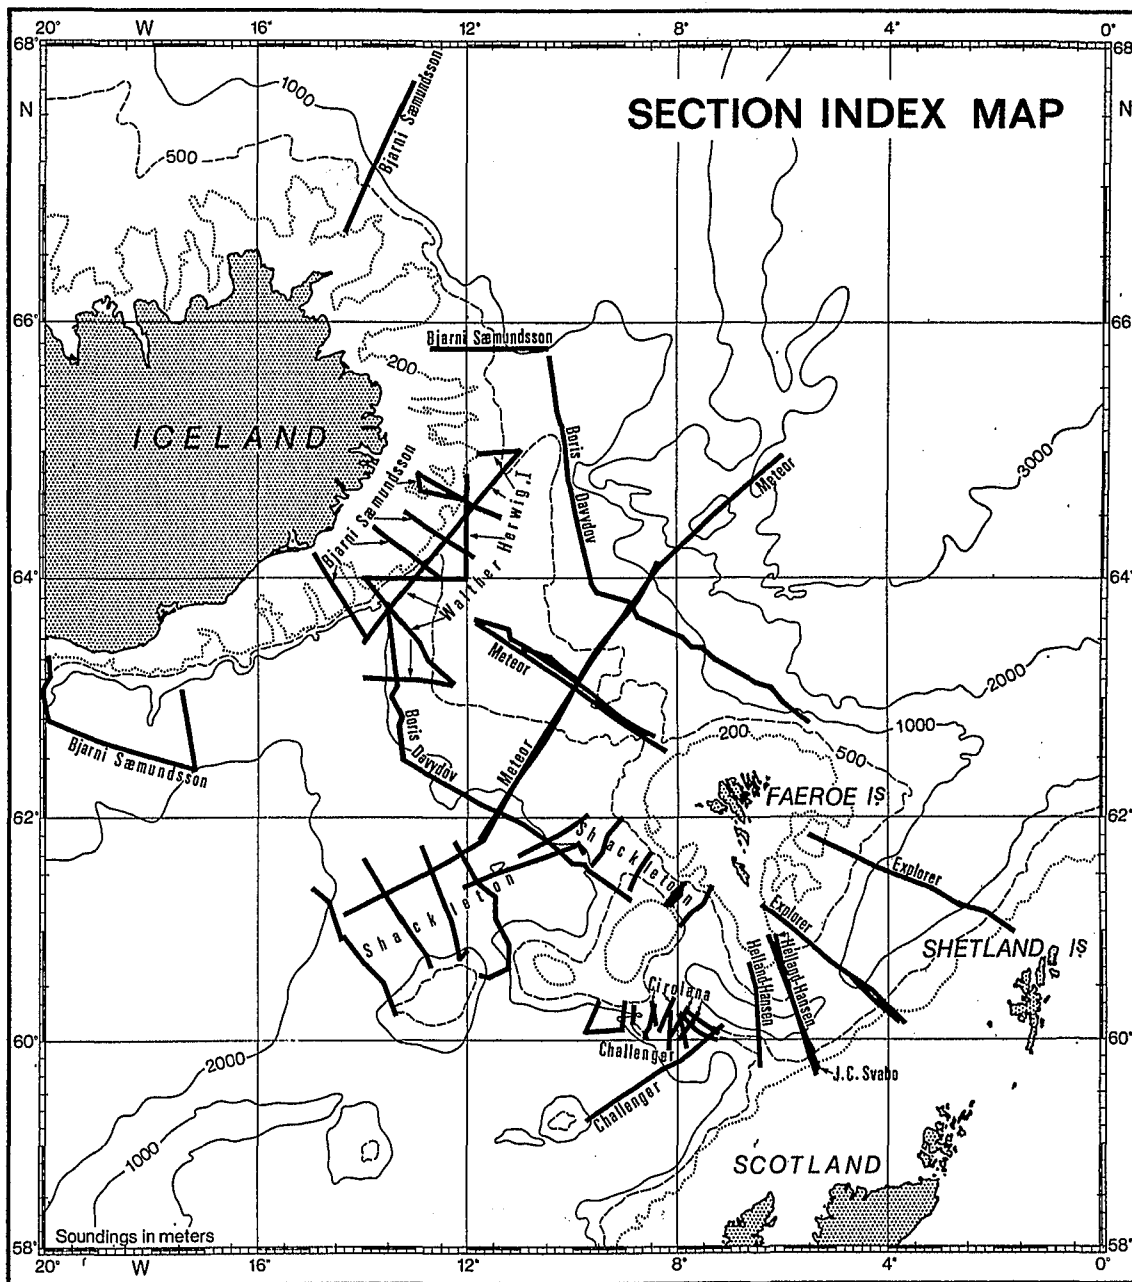 20° W 16° 12° 8° 4° 0°
68° 68°
N N
SECTION INDEX MAP
1000
Bjarni Sæmundsson
500
66° 66°
Bjarni Sæmundsson
200
ICELAND
Boris Davydov
Bjarni Sæmundsson
Walther Herwig I
Meteor
3000
64° 64°
Meteor
2000
Boris Davydov
Meteor
200
1000
500
Bjarni Sæmundsson
FAEROE IS
62° 62°
Shackleton
Explorer
Shackleton
Explorer
SHETLAND IS
Helland-Hansen
Helland-Hansen
Cirolana
60° 60°
Challenger
2000
J.C. Svabo
Challenger
1000
SCOTLAND
Soundings in meters
58° 58°
20° W 16° 12° 8° 4° 0°